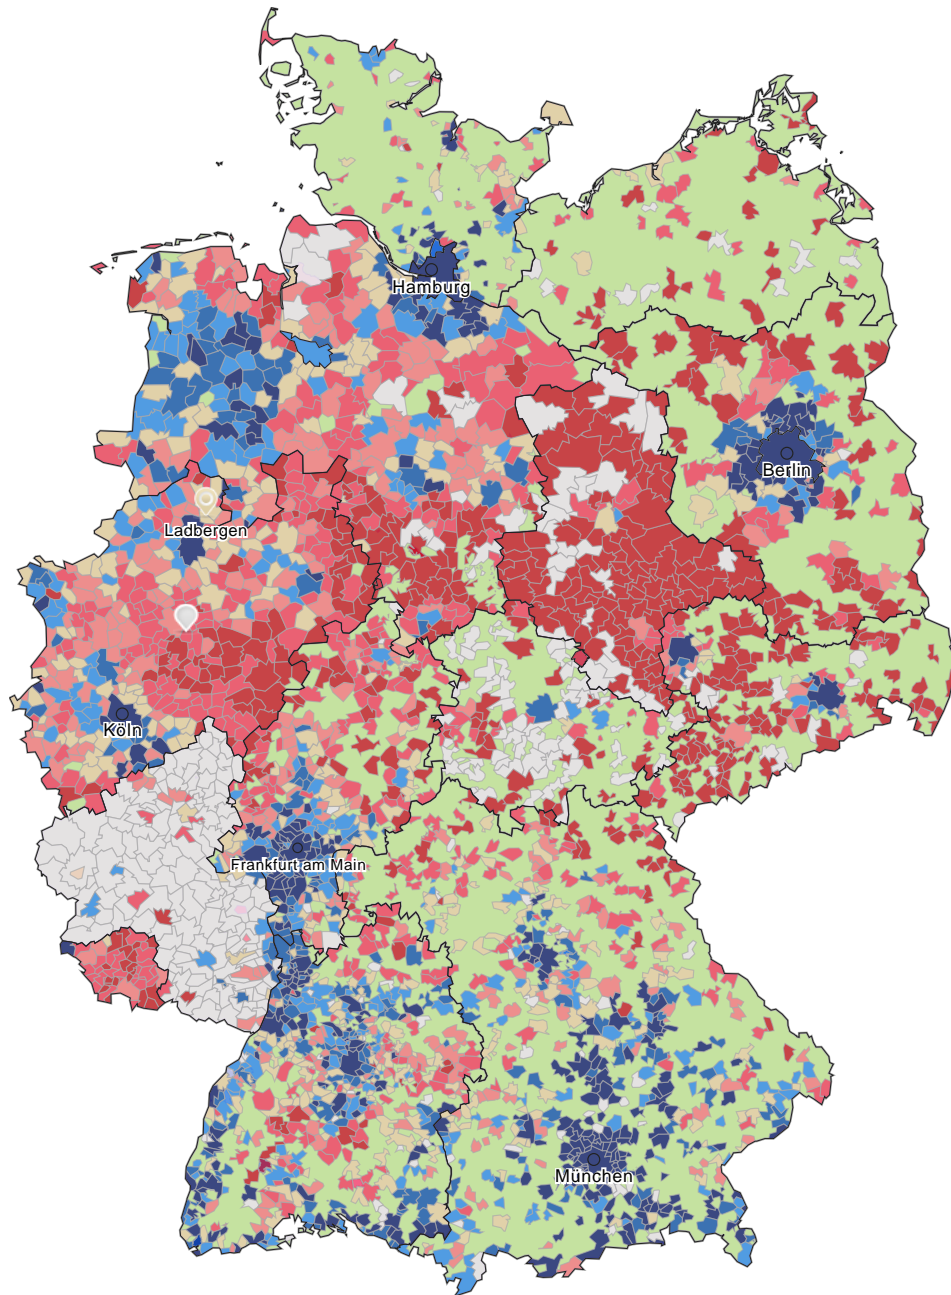 Hamburg
Berlin
Ladbergen
Köln
Frankfurt am Main
München